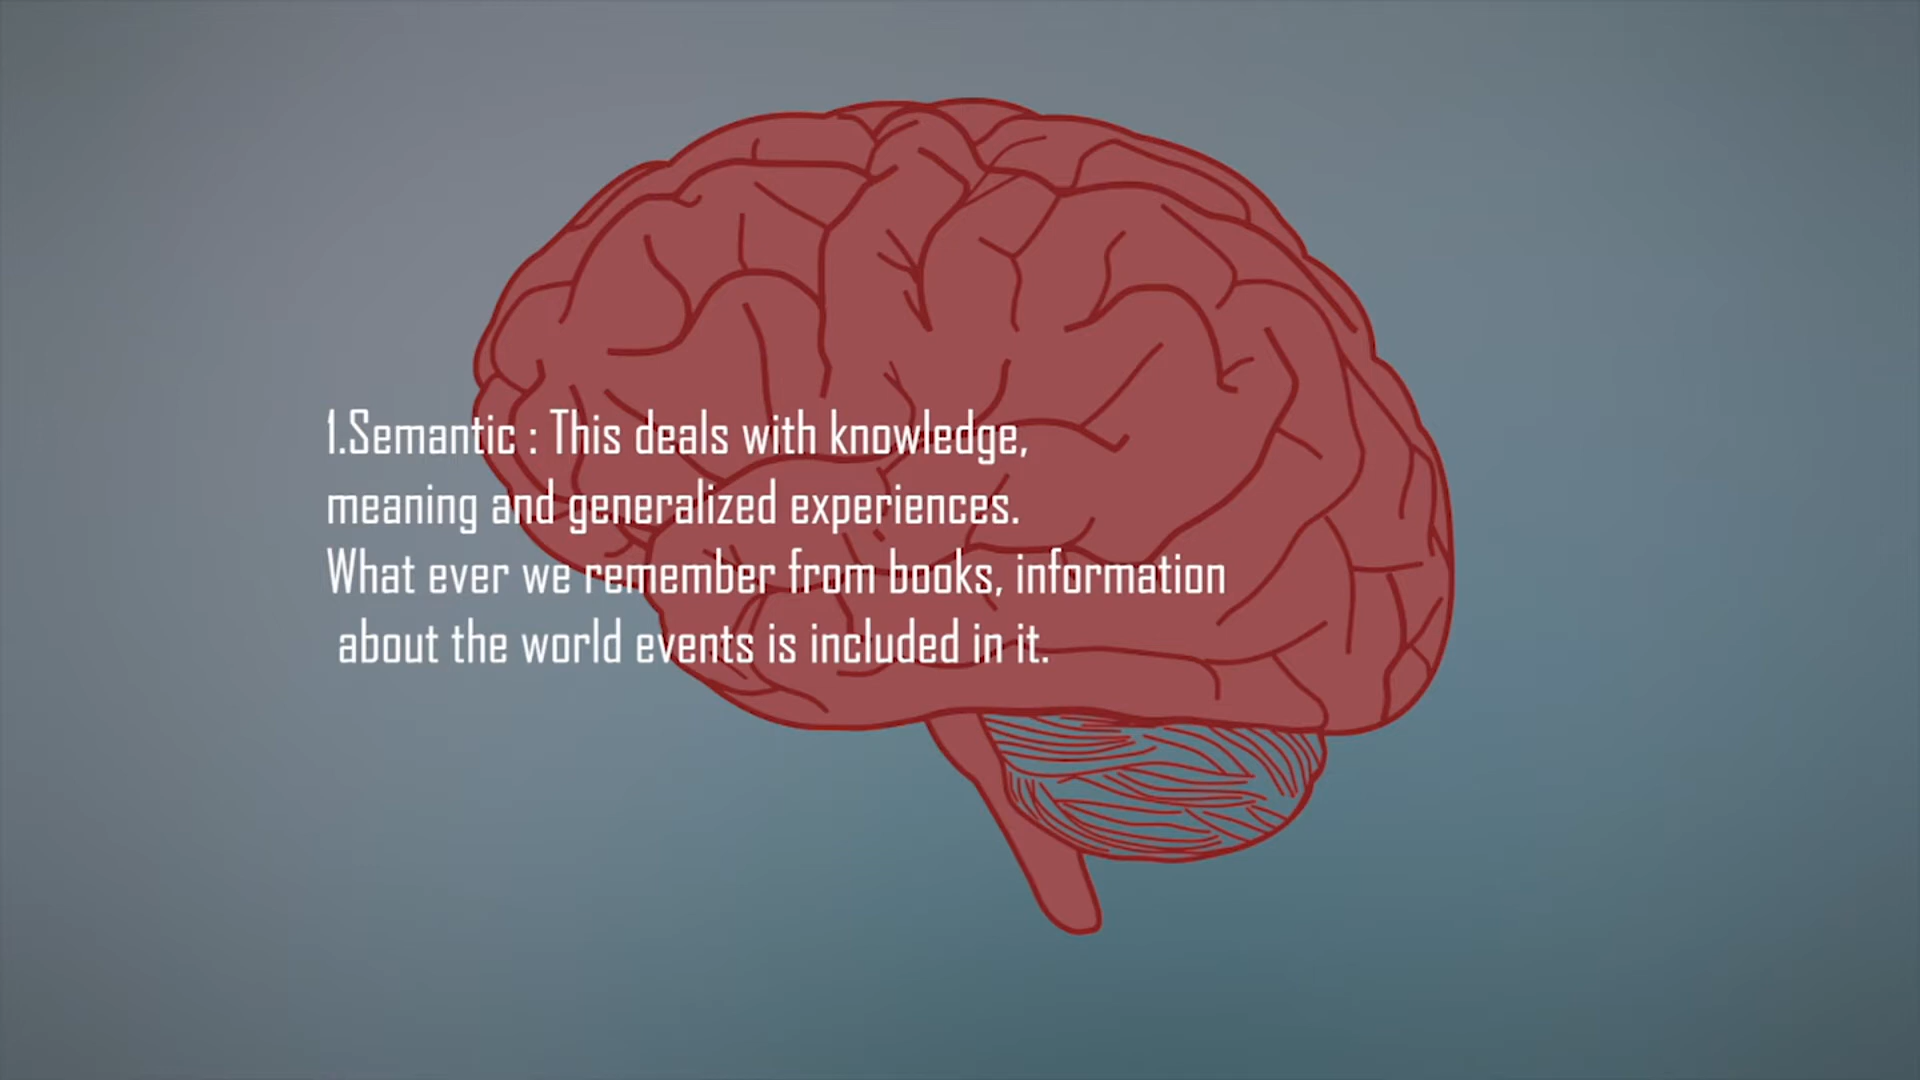 1.Semantic : This deals with knowledge,
meaning and generalized experiences.
What ever we remember from books, information
about the world events is included in it.